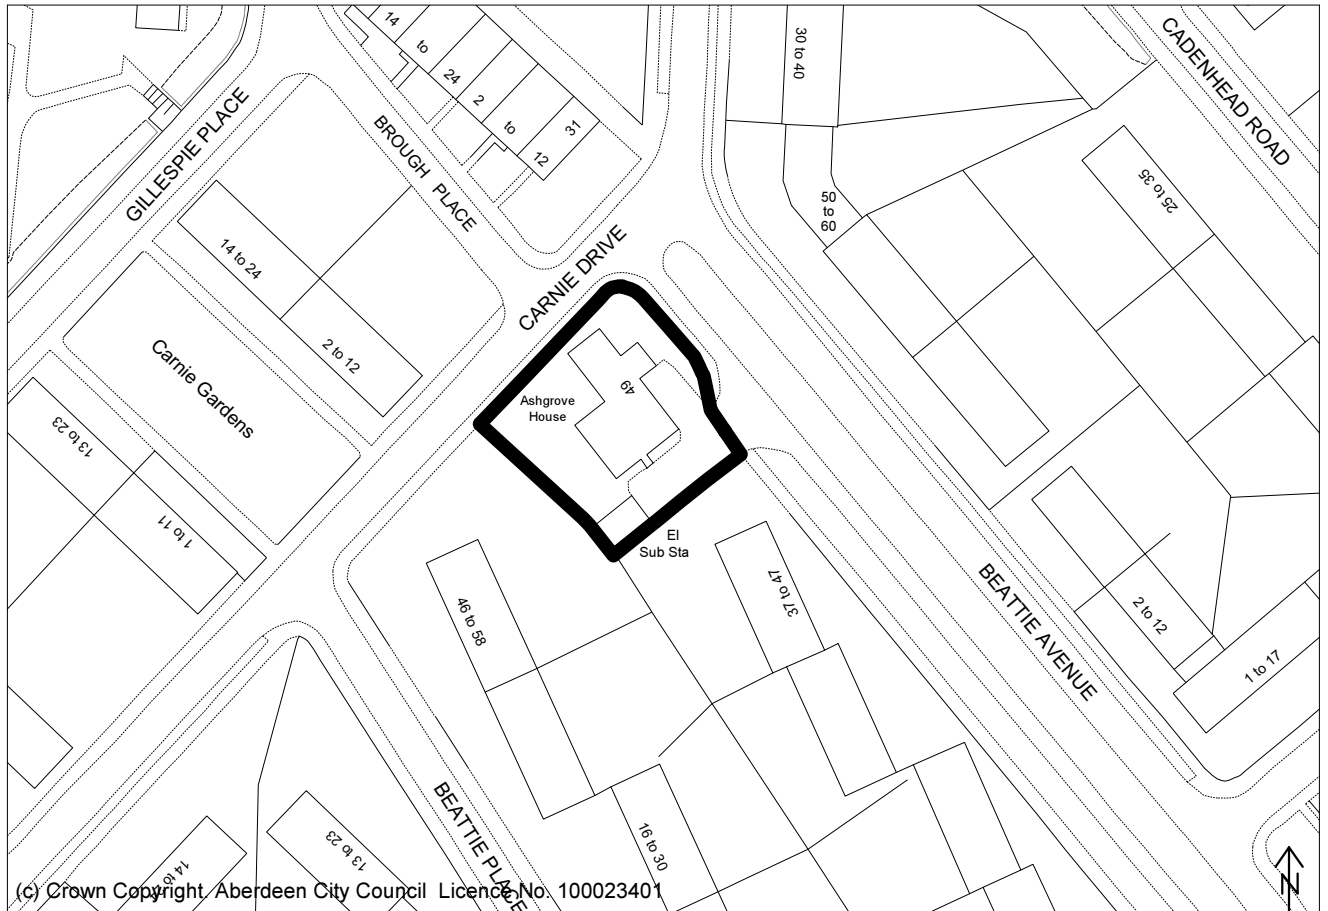 14
to
24
2
to
12
31
30 to 40
CADENHEAD ROAD
GILLESPIE PLACE
BROUGH PLACE
25 to 35
50
to
60
14 to 24
CARNIE DRIVE
2 to 12
Carnie Gardens
49
Ashgrove
House
13 to 23
1 to 11
El
Sub Sta
37 to 47
46 to 58
BEATTIE AVENUE
2 to 12
1 to 17
BEATTIE PLACE
16 to 30
13 to 23
14 to
(c) Crown Copyright. Aberdeen City Council Licence No. 100023401
N